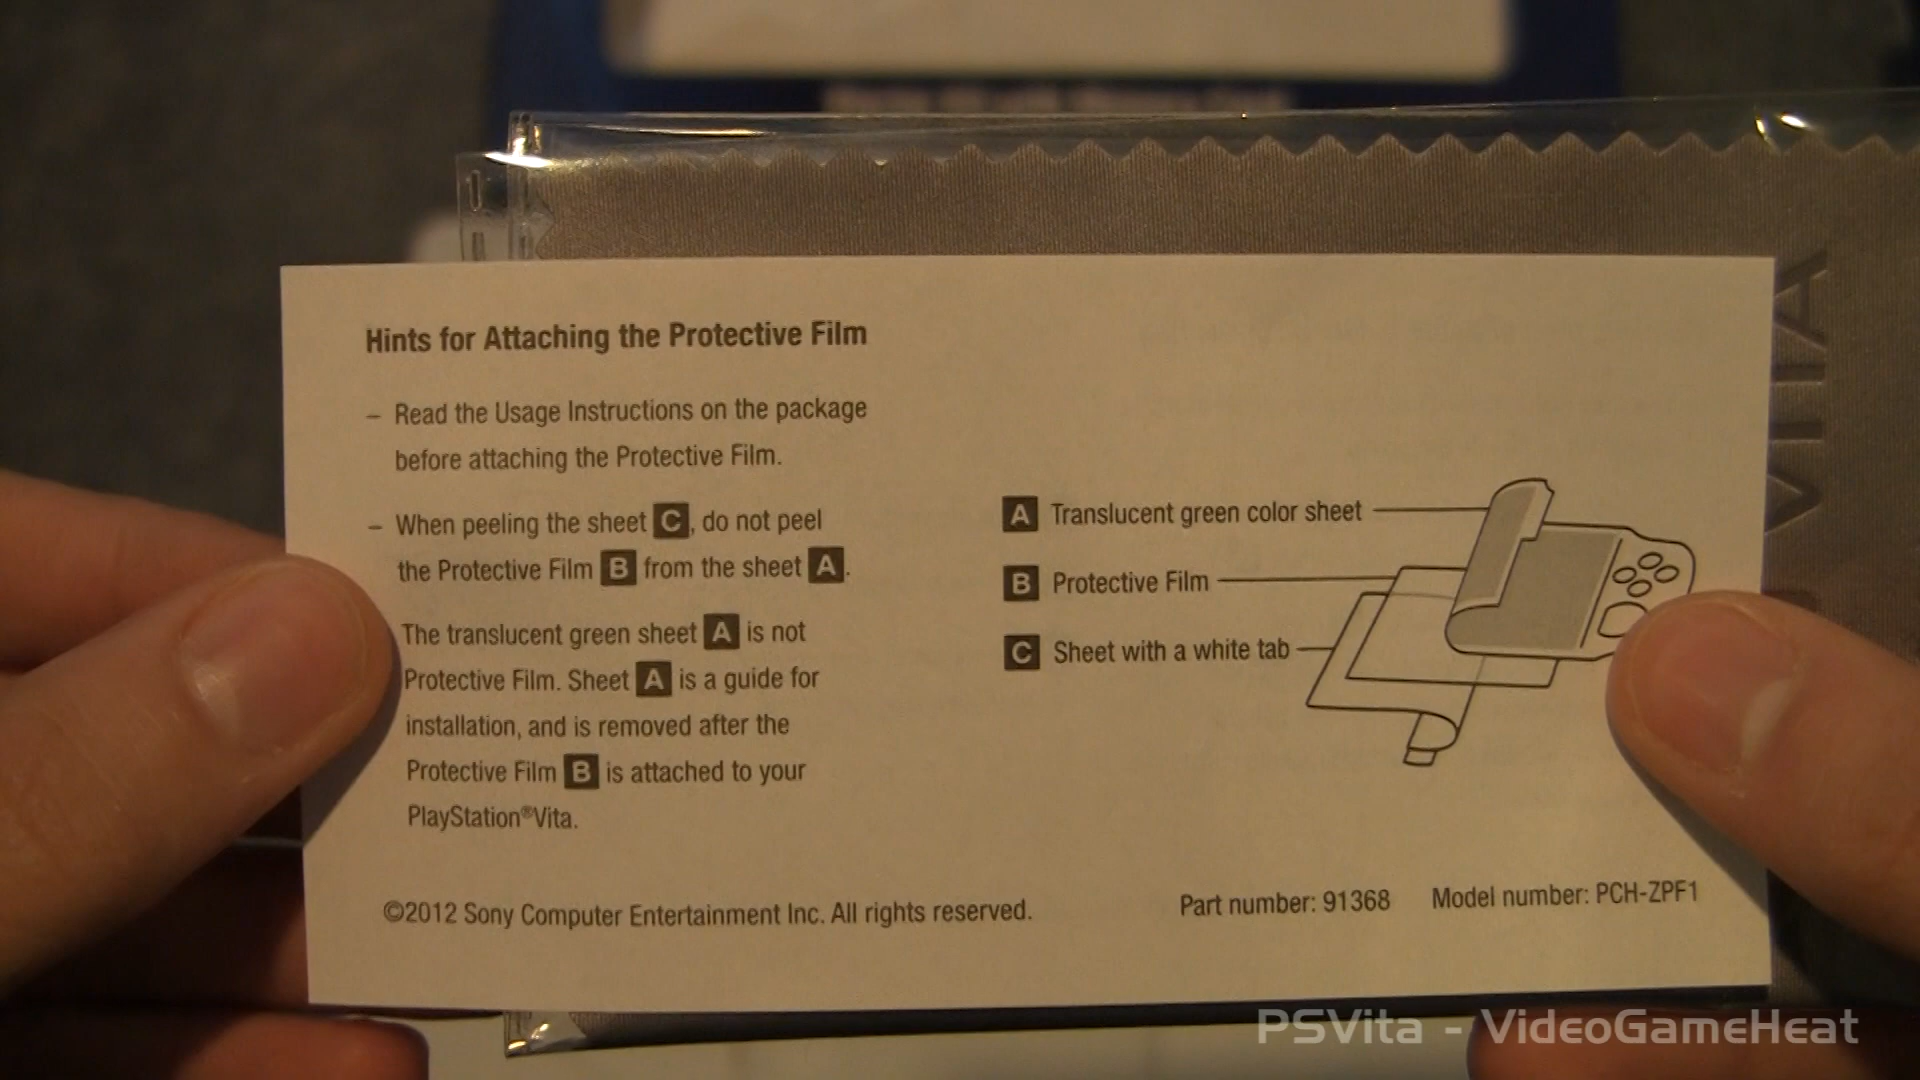 Hints for Attaching the Protective Film
– Read the Usage Instructions on the package
before attaching the Protective Film.
– When peeling the sheet C, do not peel
the Protective Film B from the sheet A.
The translucent green sheet A is not
Protective Film. Sheet A is a guide for
installation, and is removed after the
Protective Film B is attached to your
PlayStation®Vita.
A Translucent green color sheet
B Protective Film
C Sheet with a white tab
©2012 Sony Computer Entertainment Inc. All rights reserved.
Part number: 91368 Model number: PCH-ZPF1
VITA
PSVita - VideoGameHeat